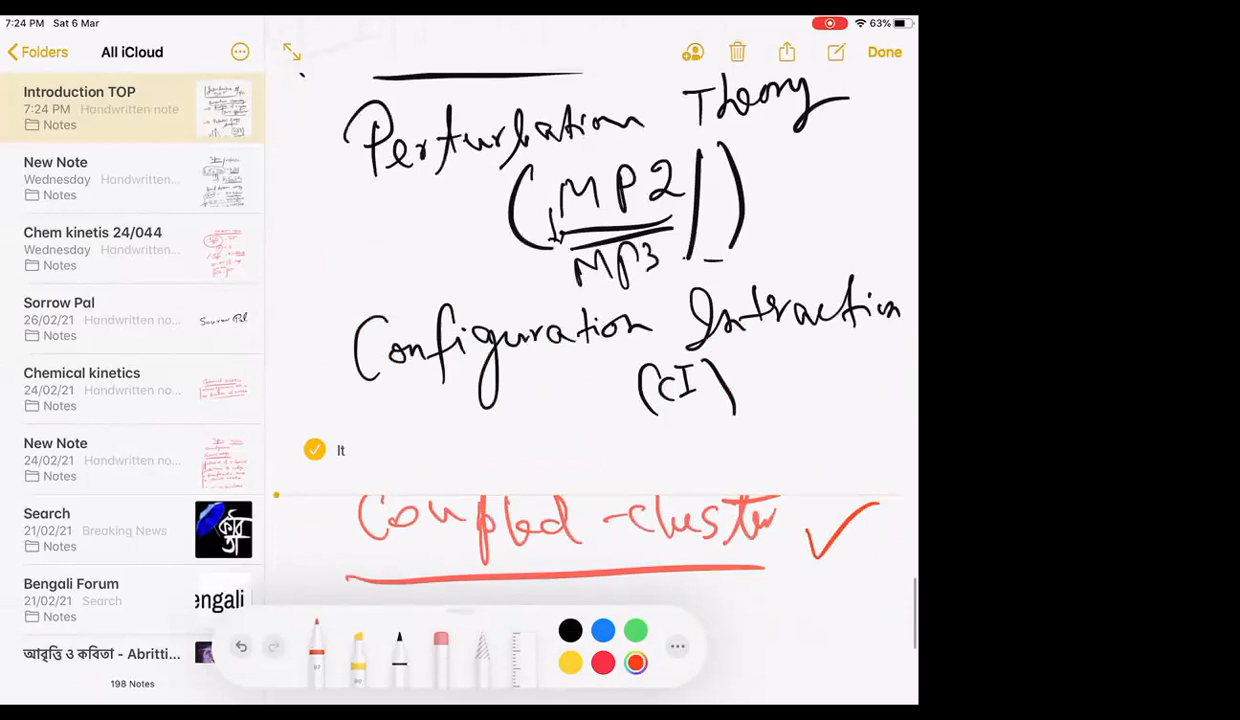 7:24 PM Sat 6 Mar
63%
Folders
All iCloud
Done
Introduction TOP
7:24 PM Handwritten note
Notes
New Note
Wednesday Handwritten...
Notes
Chem kinetis 24/044
Wednesday Handwritten...
Notes
Sorrow Pal
26/02/21 Handwritten no...
Notes
Chemical kinetics
24/02/21 Handwritten no...
Notes
New Note
24/02/21 Handwritten no...
Notes
Search
21/02/21 Breaking News
Notes
Bengali Forum
21/02/21 Search
Notes
আবৃত্তি ও কবিতা - Abritti...
198 Notes
Perturbation Theory
(MP2/ )
MP3
Configuration Interaction
(CI)
It
Coupled-cluster